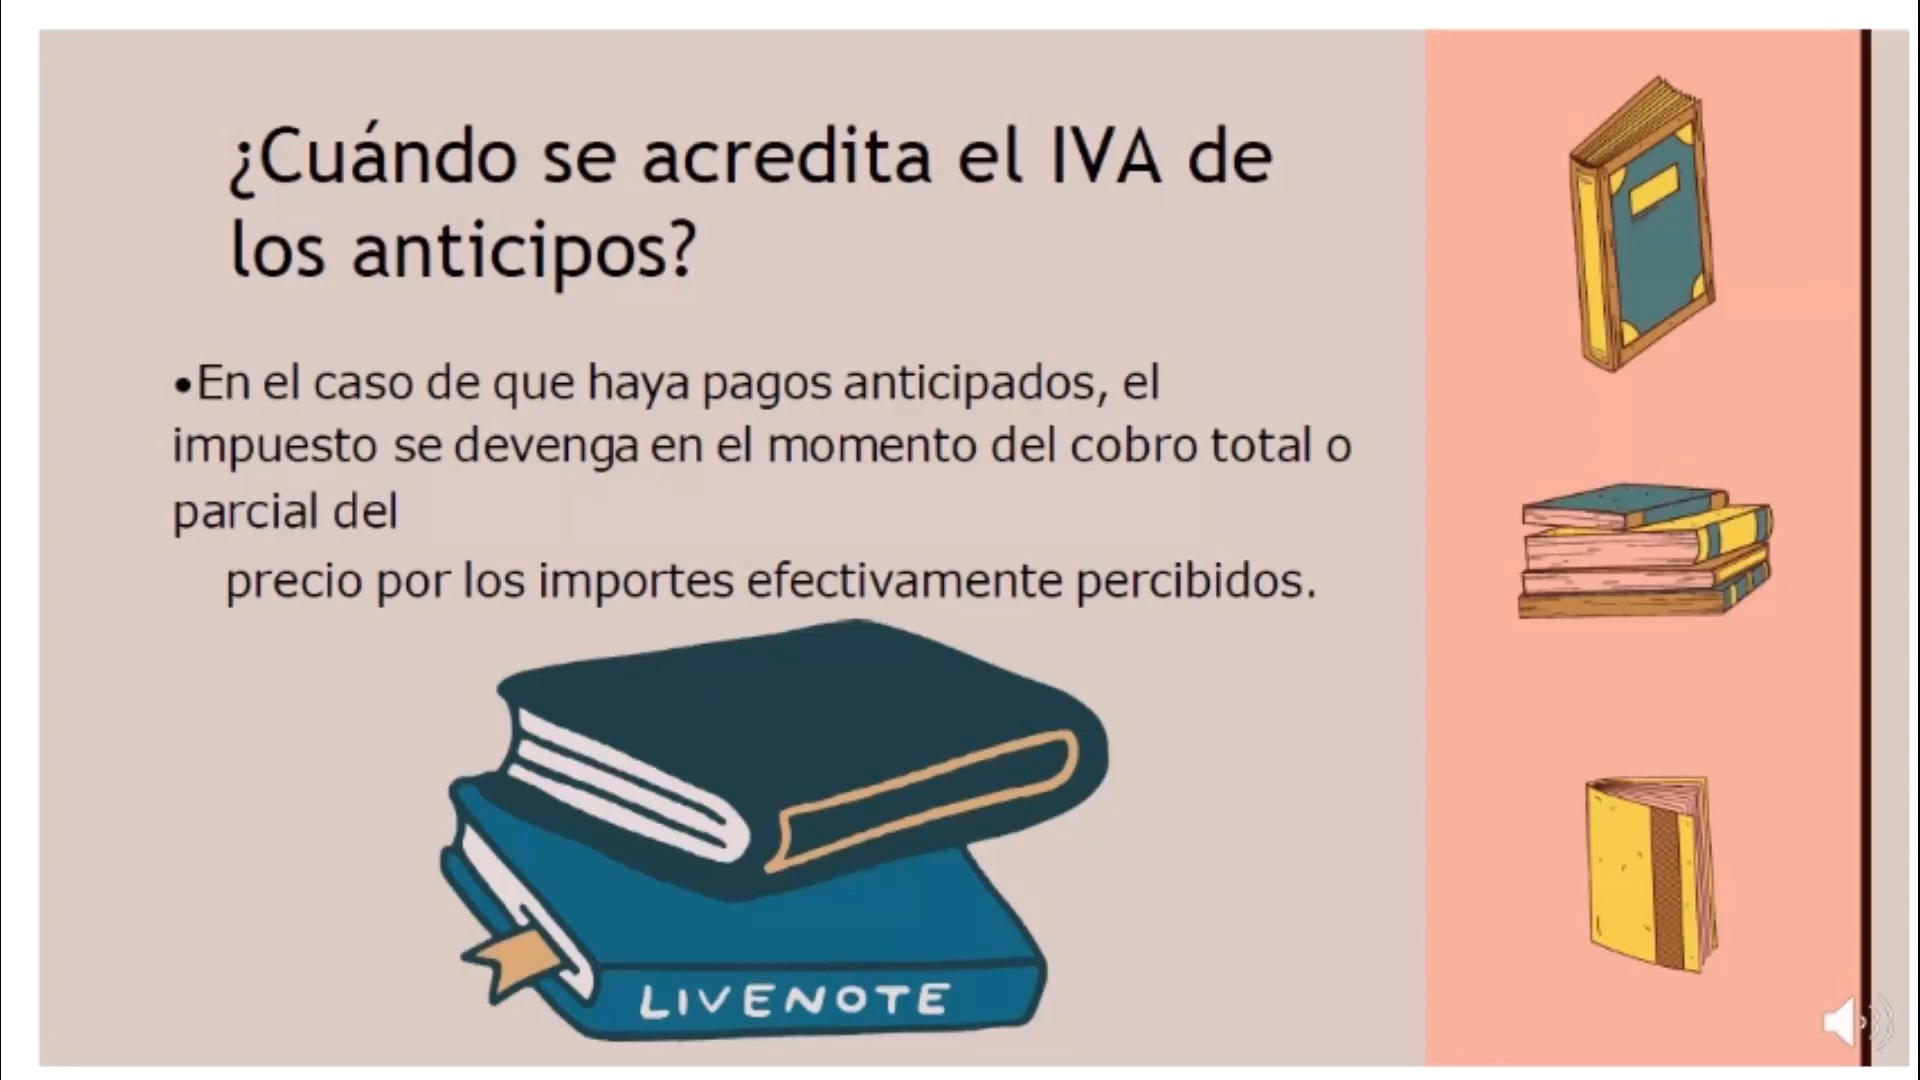 ¿Cuándo se acredita el IVA de
los anticipos?
•En el caso de que haya pagos anticipados, el
impuesto se devenga en el momento del cobro total o
parcial del
precio por los importes efectivamente percibidos.
LIVENOTE